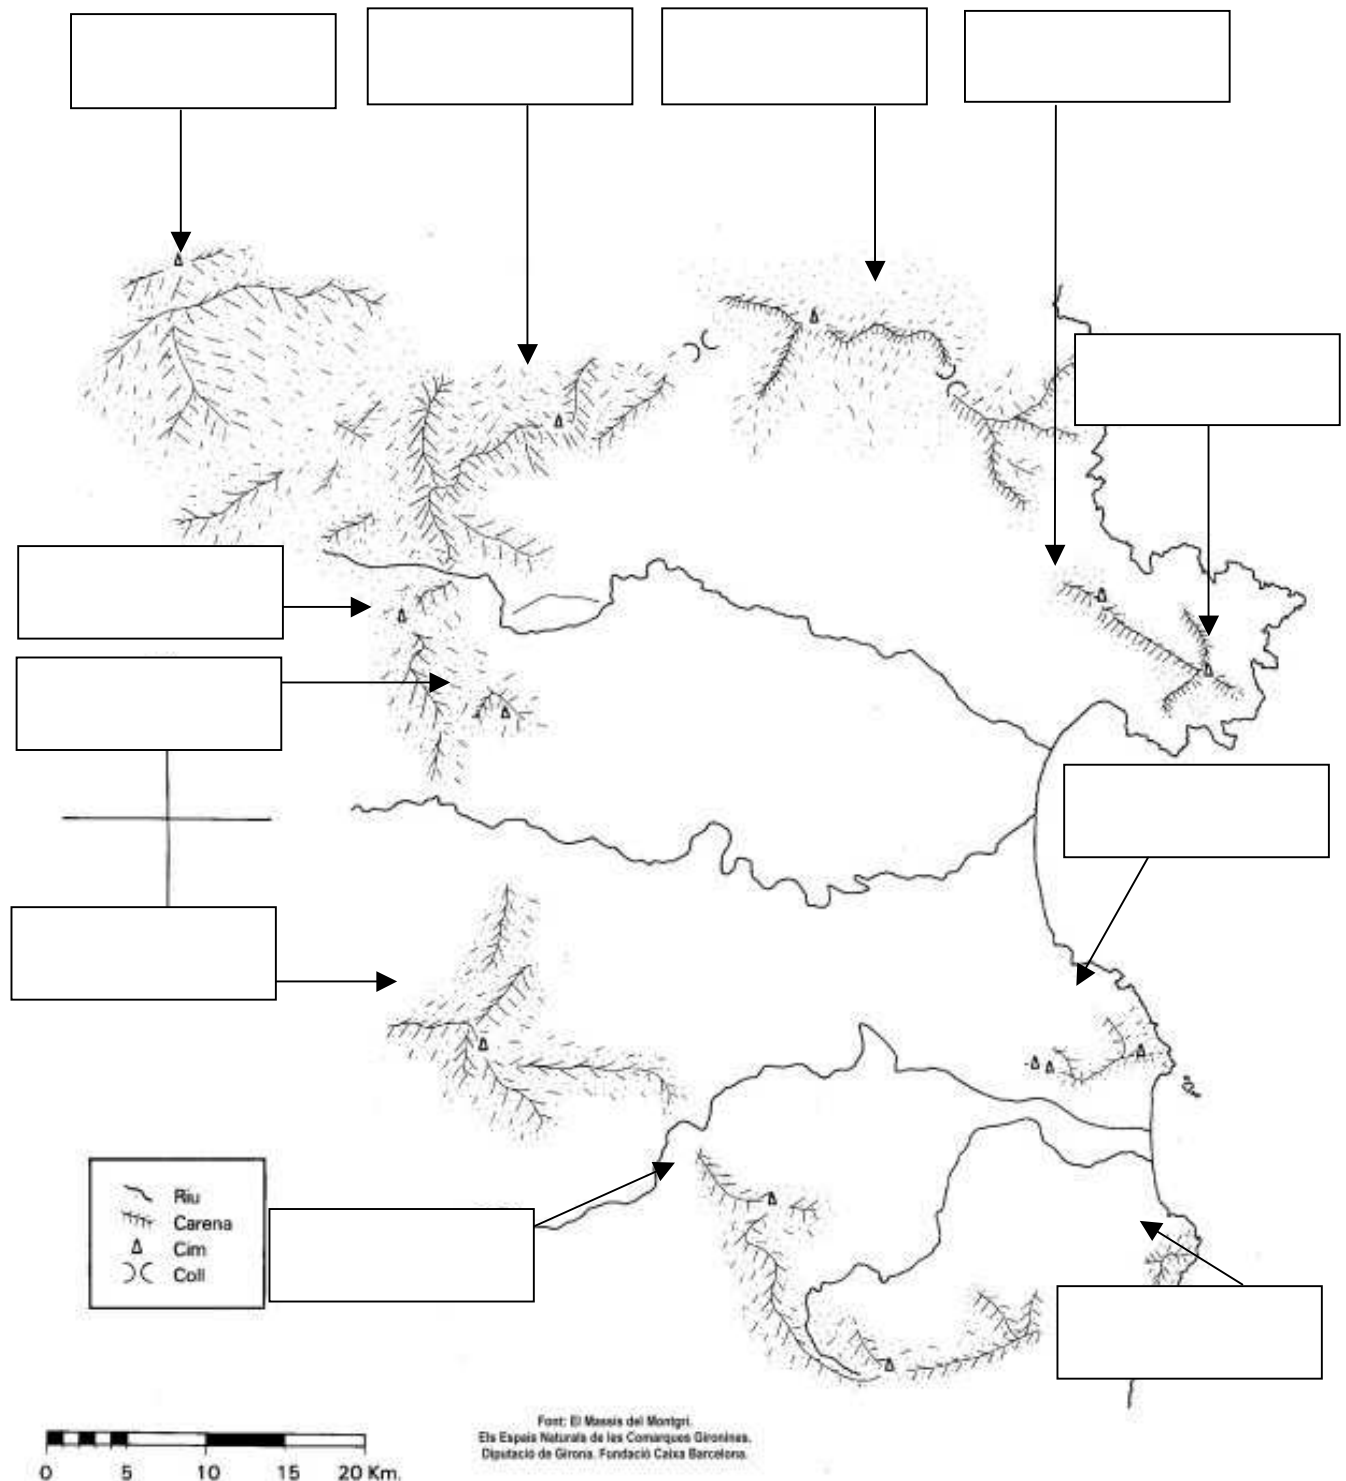 Riu
Carena
Cim
Coll
0 5 10 15 20 Km.
Font: El Massís del Montgrí.
Els Espais Naturals de les Comarques Gironines.
Diputació de Girona. Fundació Caixa Barcelona.